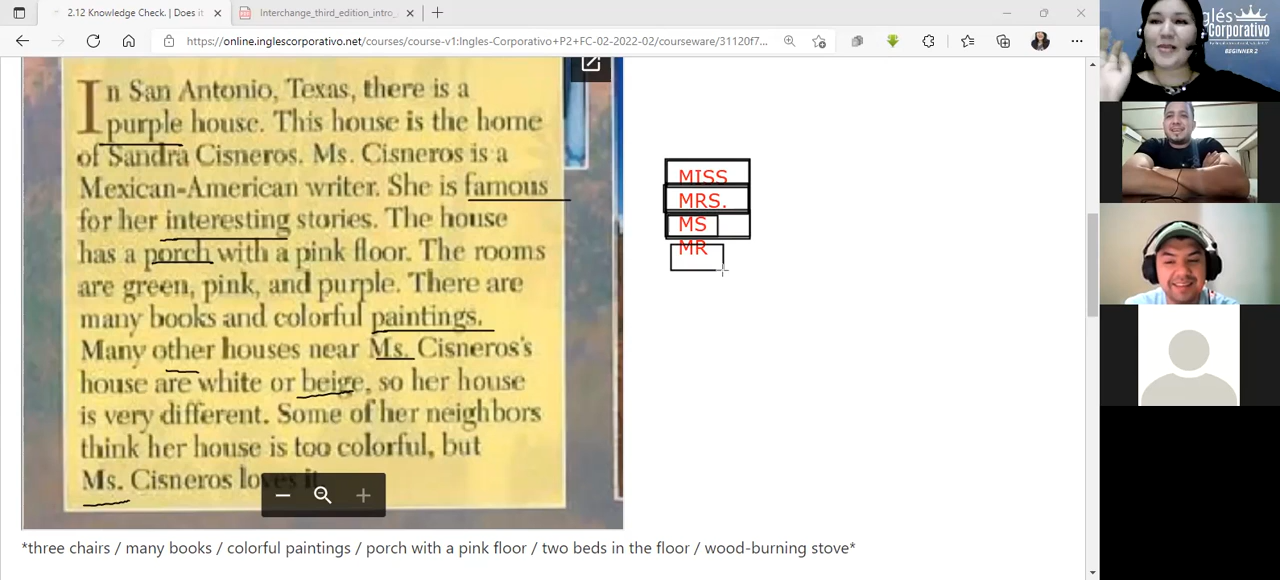 2.12 Knowledge Check. | Does it
Interchange_third_edition_intro_
https://online.inglescorporativo.net/courses/course-v1:Ingles-Corporativo+P2+FC-02-2022-02/courseware/31120f7...
In San Antonio, Texas, there is a
purple house. This house is the home
of Sandra Cisneros. Ms. Cisneros is a
Mexican-American writer. She is famous
for her interesting stories. The house
has a porch with a pink floor. The rooms
are green, pink, and purple. There are
many books and colorful paintings.
Many other houses near Ms. Cisneros's
house are white or beige, so her house
is very different. Some of her neighbors
think her house is too colorful, but
Ms. Cisneros loves it
*three chairs / many books / colorful paintings / porch with a pink floor / two beds in the floor / wood-burning stove*
MISS
MRS.
MS
MR
glés
Corporativo
BEGINNER 2